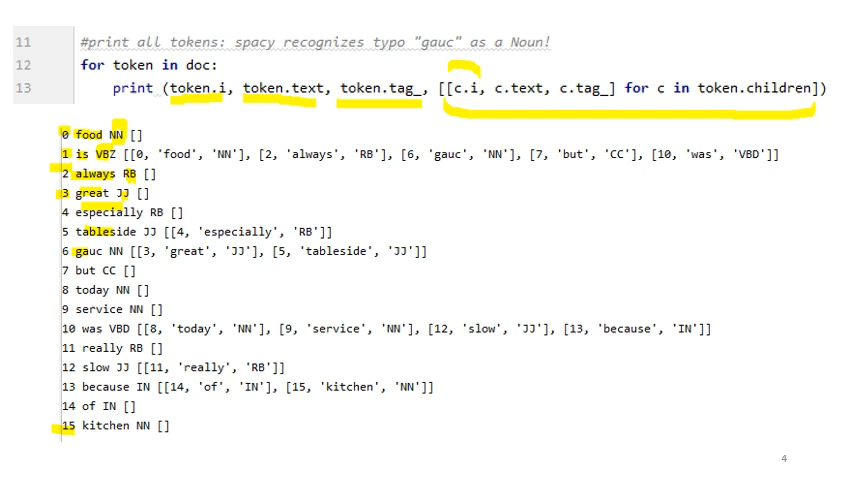 11 #print all tokens: spacy recognizes typo "gauc" as a Noun!
12 for token in doc:
13 print (token.i, token.text, token.tag_, [[c.i, c.text, c.tag_] for c in token.children])
0 food NN []
1 is VBZ [[0, 'food', 'NN'], [2, 'always', 'RB'], [6, 'gauc', 'NN'], [7, 'but', 'CC'], [10, 'was', 'VBD']]
2 always RB []
3 great JJ []
4 especially RB []
5 tableside JJ [[4, 'especially', 'RB']]
6 gauc NN [[3, 'great', 'JJ'], [5, 'tableside', 'JJ']]
7 but CC []
8 today NN []
9 service NN []
10 was VBD [[8, 'today', 'NN'], [9, 'service', 'NN'], [12, 'slow', 'JJ'], [13, 'because', 'IN']]
11 really RB []
12 slow JJ [[11, 'really', 'RB']]
13 because IN [[14, 'of', 'IN'], [15, 'kitchen', 'NN']]
14 of IN []
15 kitchen NN []
4